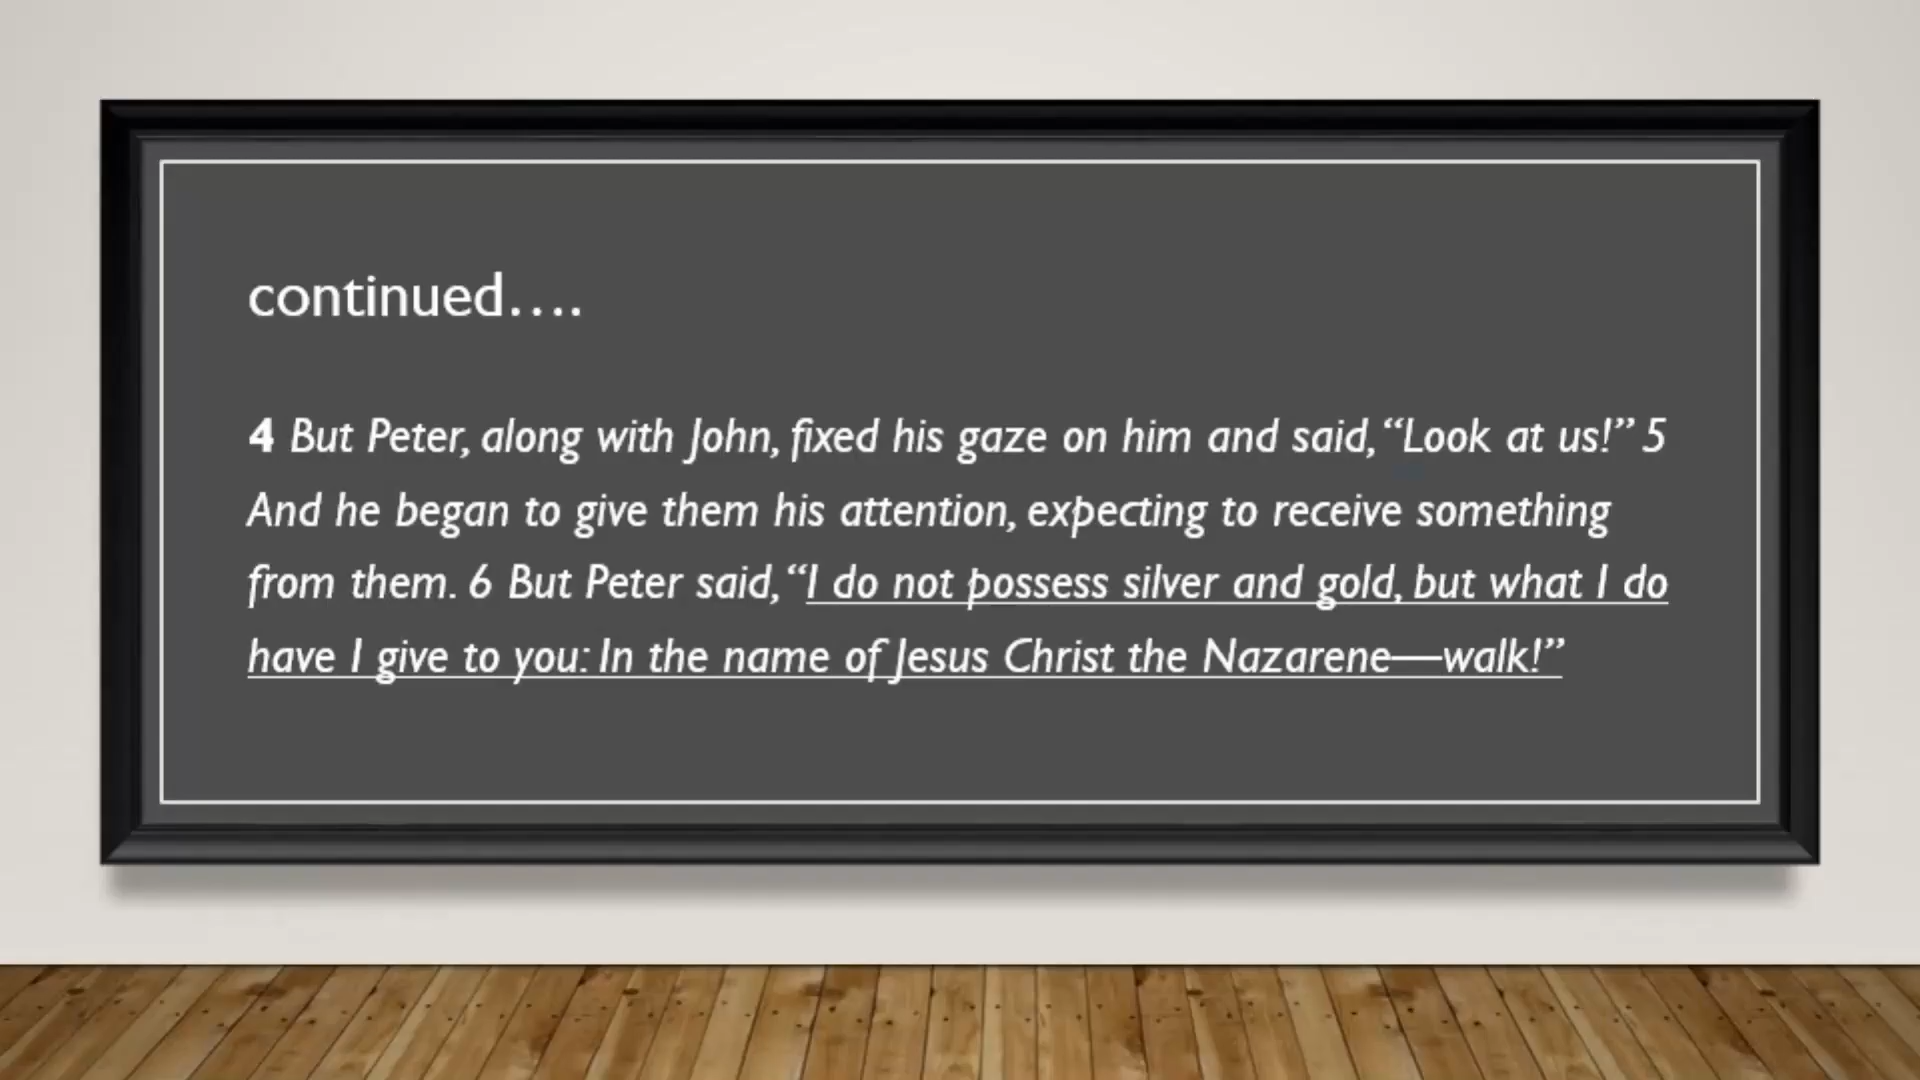 continued….
4 But Peter, along with John, fixed his gaze on him and said, “Look at us!” 5
And he began to give them his attention, expecting to receive something
from them. 6 But Peter said, “I do not possess silver and gold, but what I do
have I give to you: In the name of Jesus Christ the Nazarene—walk!”